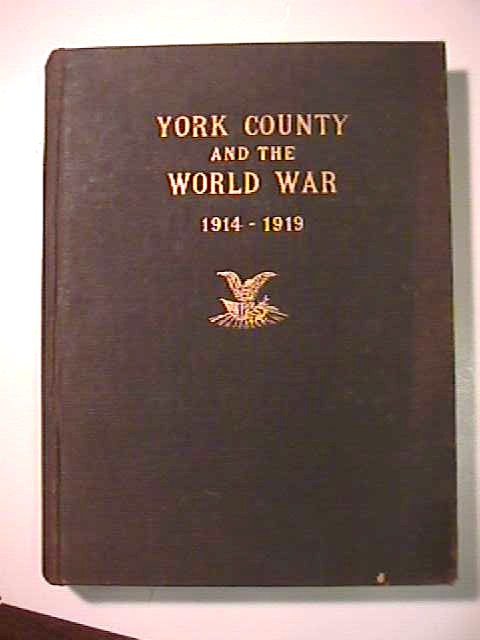 YORK COUNTY
AND THE
WORLD WAR
1914 - 1919